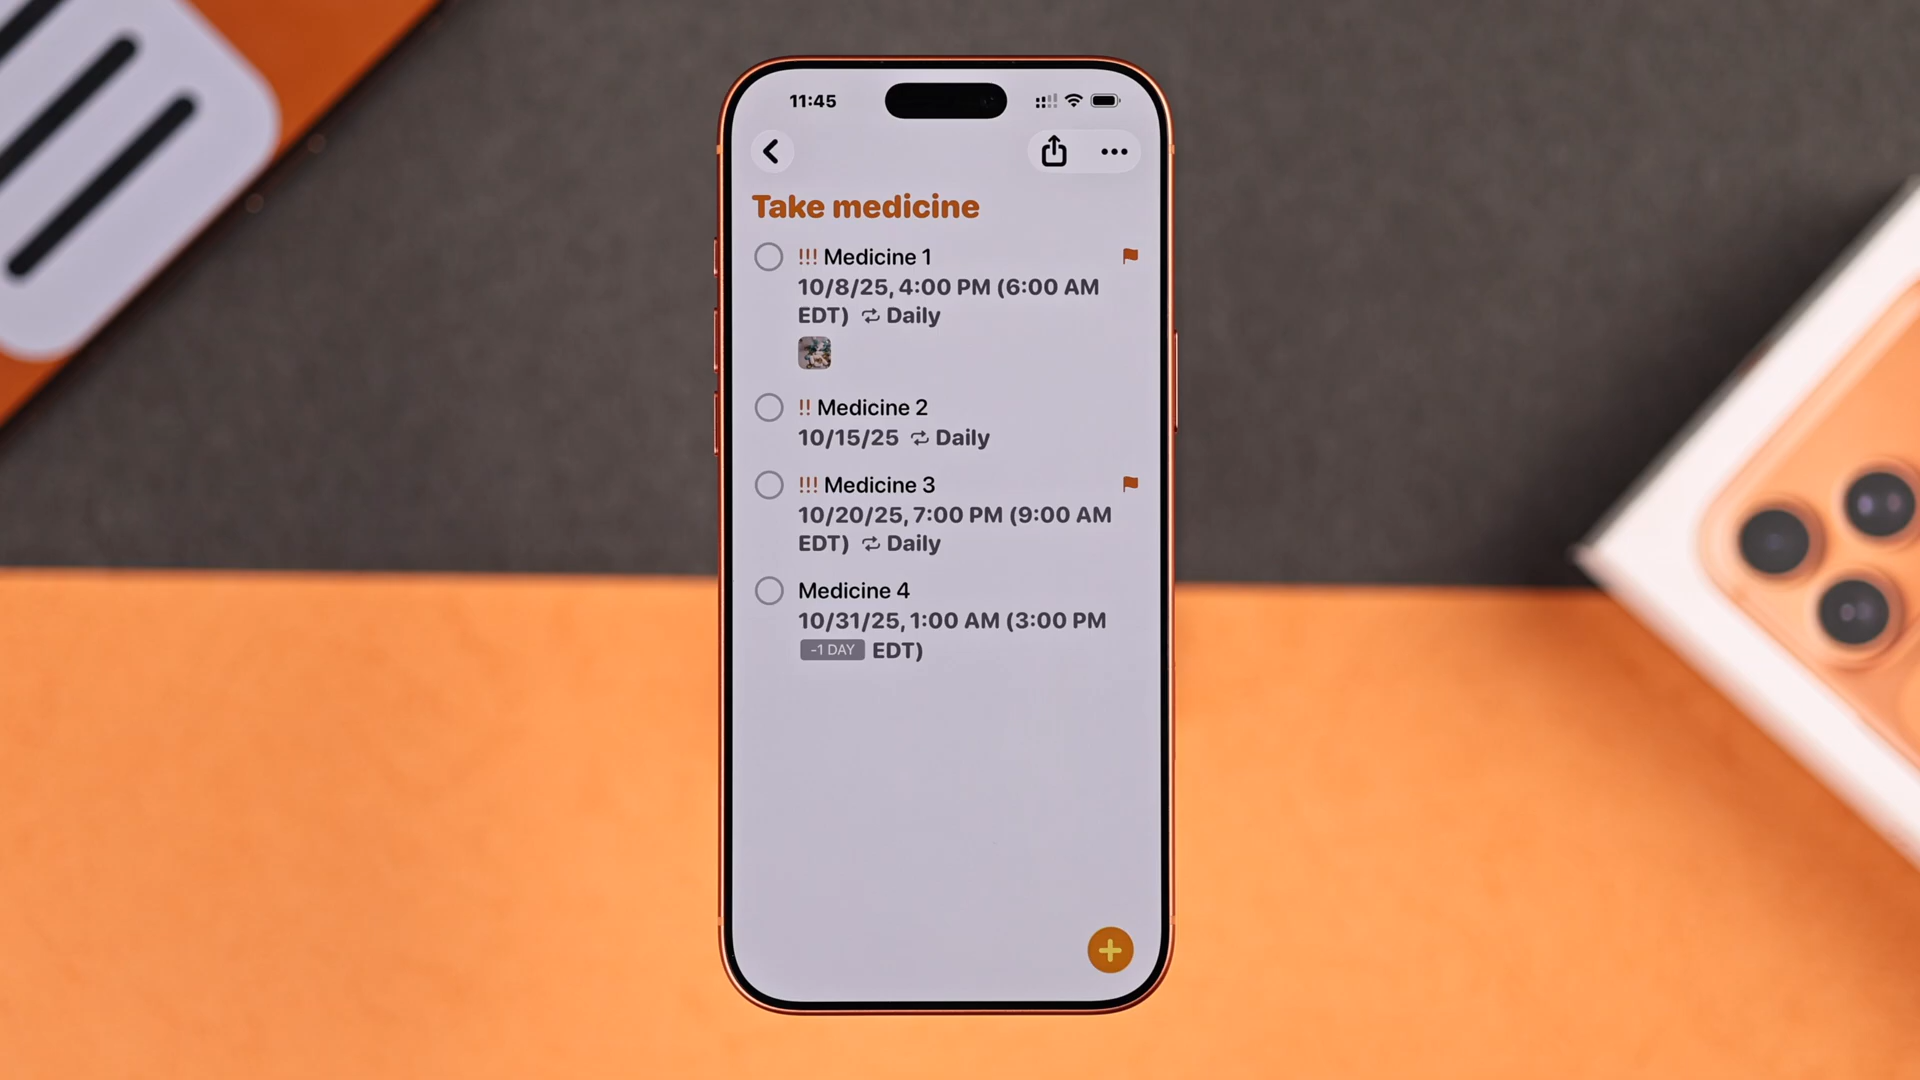 11:45
Take medicine
!!! Medicine 1
10/8/25, 4:00 PM (6:00 AM
EDT) Daily
!! Medicine 2
10/15/25 Daily
!!! Medicine 3
10/20/25, 7:00 PM (9:00 AM
EDT) Daily
Medicine 4
10/31/25, 1:00 AM (3:00 PM
-1 DAY EDT)